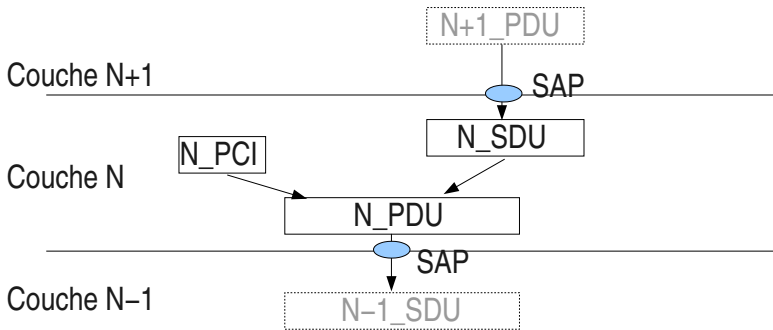 N+1_PDU
Couche N+1
SAP
N_SDU
N_PCI
Couche N
N_PDU
SAP
Couche N−1
N−1_SDU